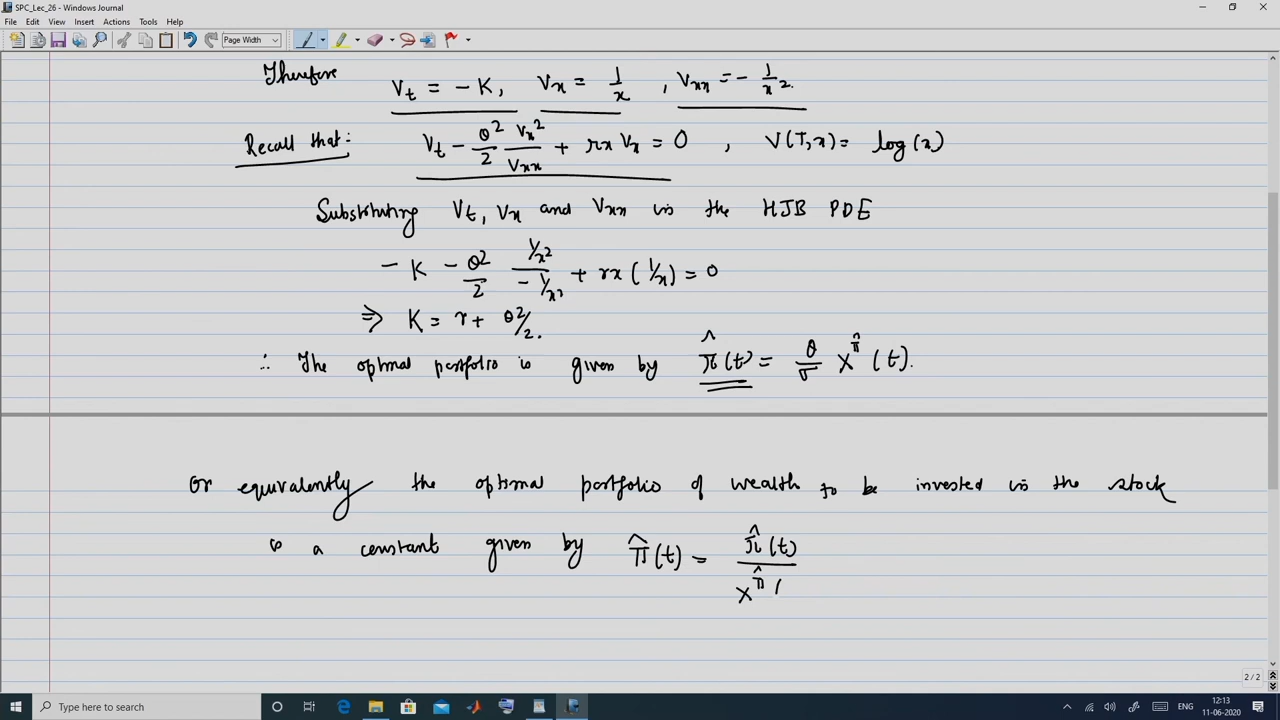 SPC_Lec_26 - Windows Journal
File Edit View Insert Actions Tools Help
Page Width
Therefore V_t = -K, V_x = 1/x, V_xx = - 1/x²
Recall that: V_t - θ²/2 V_x²/V_xx + rx V_x = 0, V(T,x) = log(x)
Substituting V_t, V_x and V_xx in the HJB PDE
- K - θ²/2 (1/x²)/(- 1/x²) + rx (1/x) = 0
⇒ K = r + θ²/2.
∴ The optimal portfolio is given by π̂(t) = θ/σ X^π̂ (t).
Or equivalently the optimal portfolio of wealth to be invested in the stock
is a constant given by Π̂(t) = π̂(t)/X^π̂ (
2/2
Type here to search
ENG
12:13
11-06-2020